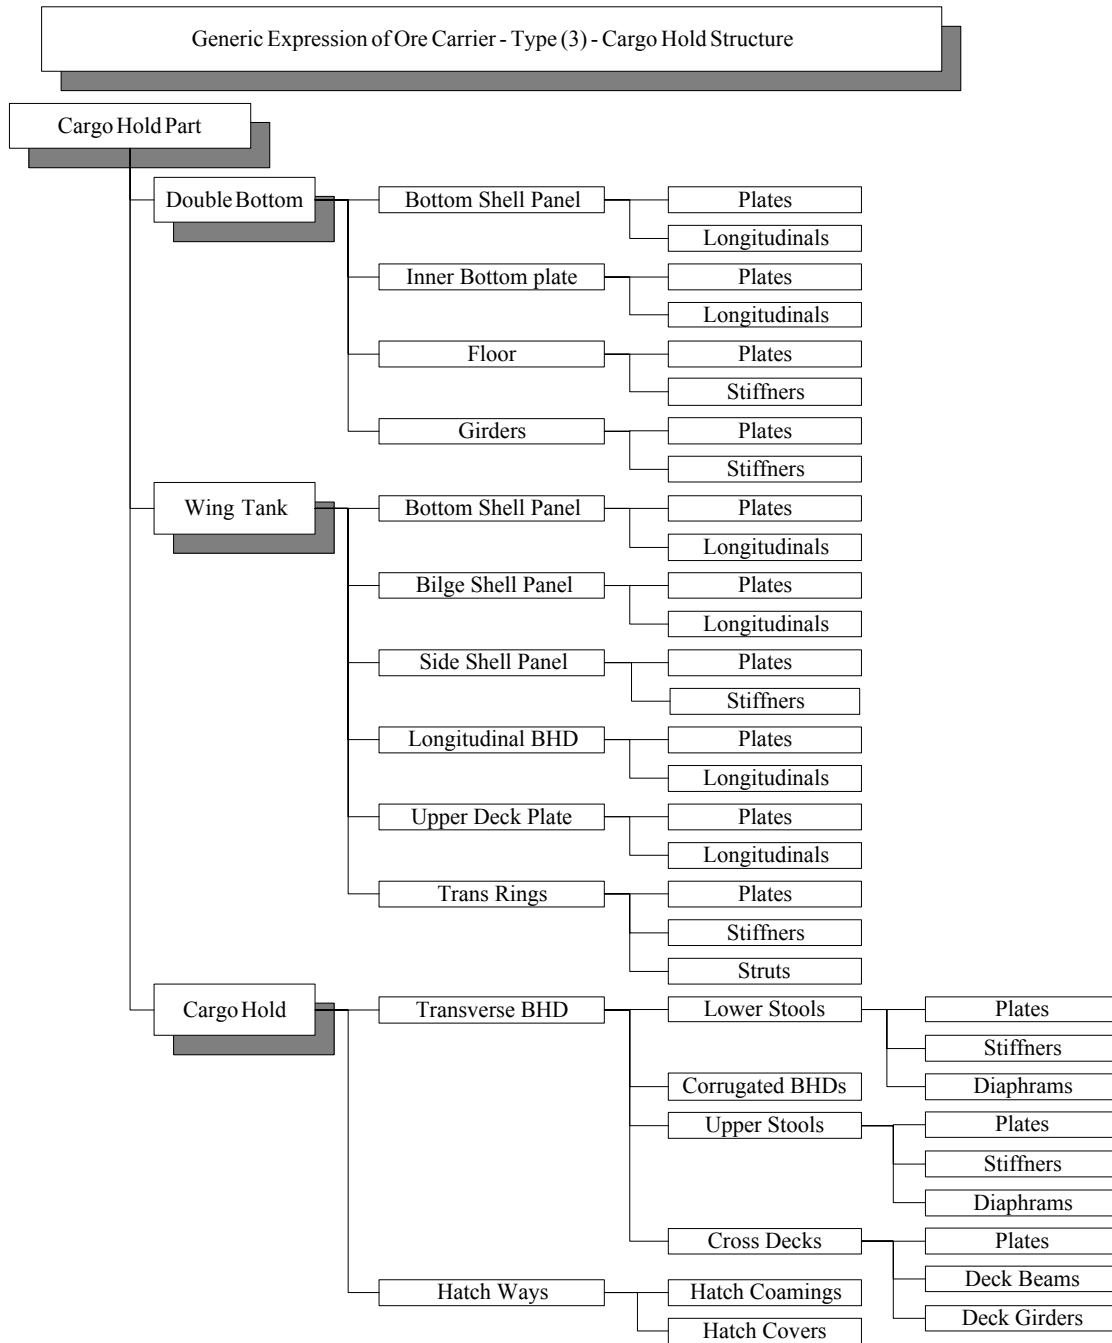 Generic Expression of Ore Carrier - Type (3) - Cargo Hold Structure
Cargo Hold Part
Double Bottom
Bottom Shell Panel
Plates
Longitudinals
Inner Bottom plate
Plates
Longitudinals
Floor
Plates
Stiffners
Girders
Plates
Stiffners
Wing Tank
Bottom Shell Panel
Plates
Longitudinals
Bilge Shell Panel
Plates
Longitudinals
Side Shell Panel
Plates
Stiffners
Longitudinal BHD
Plates
Longitudinals
Upper Deck Plate
Plates
Longitudinals
Trans Rings
Plates
Stiffners
Struts
Cargo Hold
Transverse BHD
Lower Stools
Plates
Stiffners
Diaphrams
Corrugated BHDs
Upper Stools
Plates
Stiffners
Diaphrams
Cross Decks
Plates
Deck Beams
Deck Girders
Hatch Ways
Hatch Coamings
Hatch Covers